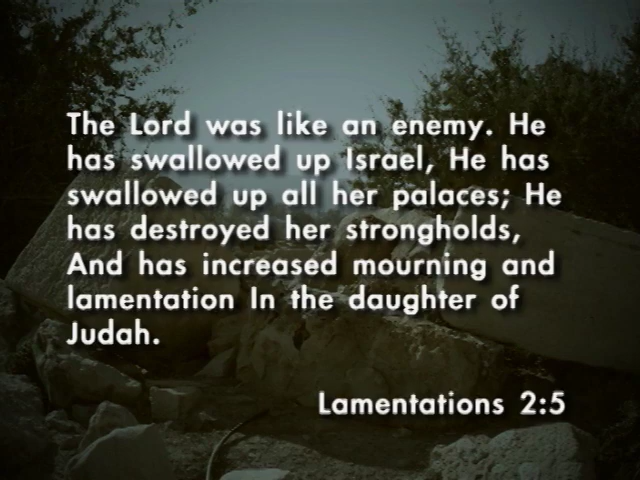 The Lord was like an enemy. He
has swallowed up Israel, He has
swallowed up all her palaces; He
has destroyed her strongholds,
And has increased mourning and
lamentation In the daughter of
Judah.
Lamentations 2:5